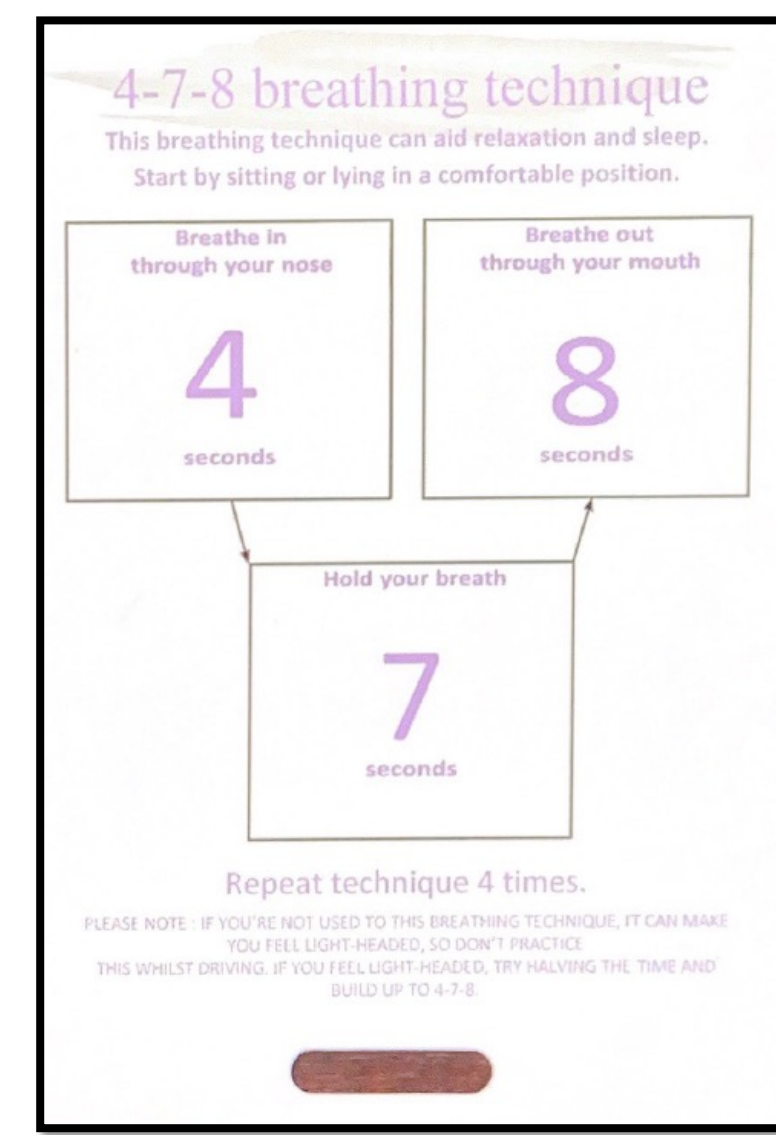 4-7-8 breathing technique
This breathing technique can aid relaxation and sleep.
Start by sitting or lying in a comfortable position.
Breathe in
through your nose
4
seconds
Hold your breath
7
seconds
Breathe out
through your mouth
8
seconds
Repeat technique 4 times.
PLEASE NOTE : IF YOU'RE NOT USED TO THIS BREATHING TECHNIQUE, IT CAN MAKE
YOU FEEL LIGHT-HEADED, SO DON'T PRACTICE
THIS WHILST DRIVING. IF YOU FEEL LIGHT-HEADED, TRY HALVING THE TIME AND
BUILD UP TO 4-7-8.